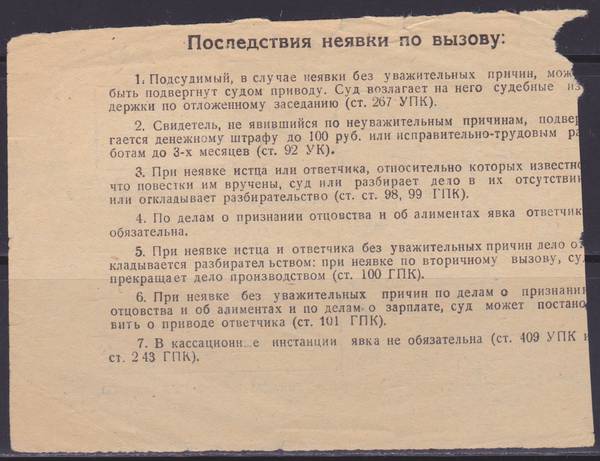 Последствия неявки по вызову:
1. Подсудимый, в случае неявки без уважительных причин, може
быть подвергнут судом приводу. Суд возлагает на него судебные из
держки по отложенному заседанию (ст. 267 УПК).
2. Свидетель, не явившийся по неуважительным причинам, подвер
гается денежному штрафу до 100 руб. или исправительно-трудовым ра
ботам до 3-х месяцев (ст. 92 УК).
3. При неявке истца или ответчика, относительно которых известно
что повестки им вручены, суд или разбирает дело в их отсутствии
или откладывает разбирательство (ст. ст. 98, 99 ГПК).
4. По делам о признании отцовства и об алиментах явка ответчик
обязательна.
5. При неявке истца и ответчика без уважительных причин дело от
кладывается разбирательством: при неявке по вторичному вызову, суд
прекращает дело производством (ст. 100 ГПК).
6. При неявке без уважительных причин по делам о признании
отцовства и об алиментах и по делам о зарплате, суд может постано
вить о приводе ответчика (ст. 101 ГПК).
7. В кассационн е инстанции явка не обязательна (ст. 409 УПК и
ст. 243 ГПК).